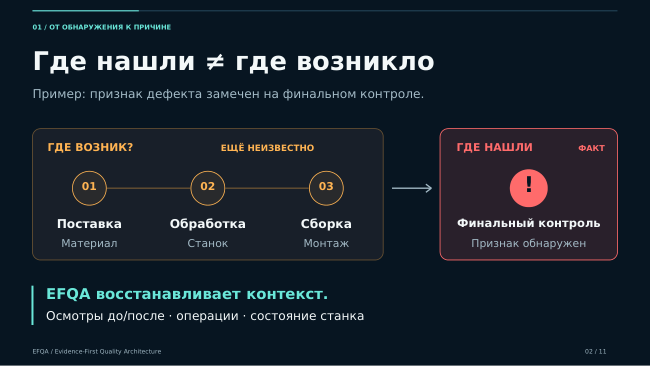 01 / ОТ ОБНАРУЖЕНИЯ К ПРИЧИНЕ
Где нашли ≠ где возникло
Пример: признак дефекта замечен на финальном контроле.
ГДЕ ВОЗНИК? ЕЩЁ НЕИЗВЕСТНО
01 02 03
Поставка Обработка Сборка
Материал Станок Монтаж
ГДЕ НАШЛИ ФАКТ
!
Финальный контроль
Признак обнаружен
EFQA восстанавливает контекст.
Осмотры до/после · операции · состояние станка
EFQA / Evidence-First Quality Architecture
02 / 11